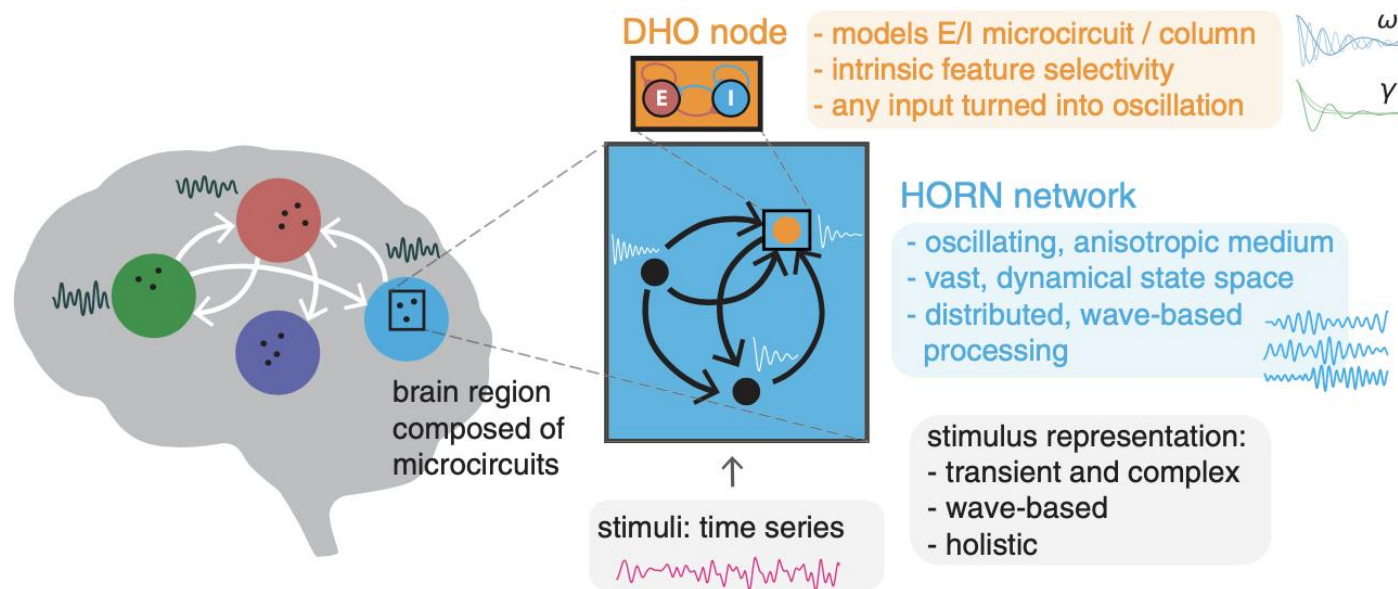 DHO node
E
I
- models E/I microcircuit / column
- intrinsic feature selectivity
- any input turned into oscillation
ω
γ
HORN network
- oscillating, anisotropic medium
- vast, dynamical state space
- distributed, wave-based
processing
brain region
composed of
microcircuits
stimulus representation:
- transient and complex
- wave-based
- holistic
stimuli: time series